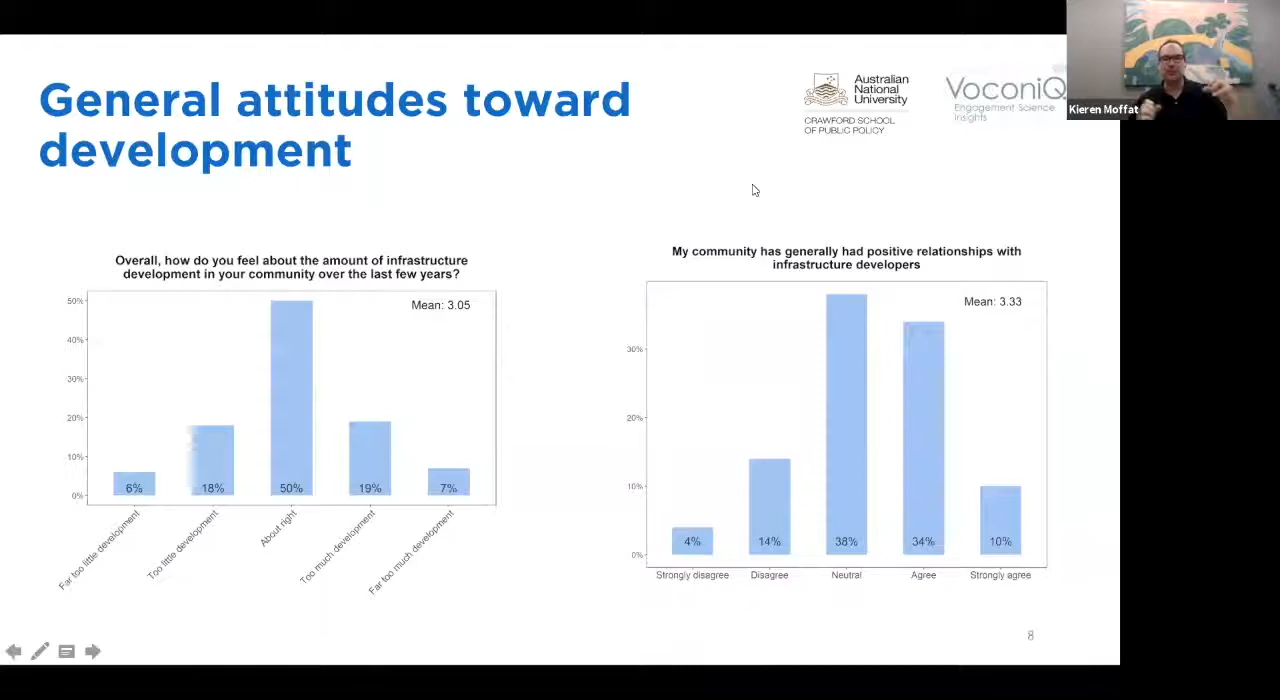 General attitudes toward
development
Australian
National
University
CRAWFORD SCHOOL
OF PUBLIC POLICY
VoconiQ
Engagement Science
Insights
Kieren Moffat
Overall, how do you feel about the amount of infrastructure
development in your community over the last few years?
Mean: 3.05
50%
40%
30%
20%
10%
0%
6%
18%
50%
19%
7%
Far too little development
Too little development
About right
Too much development
Far too much development
My community has generally had positive relationships with
infrastructure developers
Mean: 3.33
30%
20%
10%
0%
4%
14%
38%
34%
10%
Strongly disagree
Disagree
Neutral
Agree
Strongly agree
8